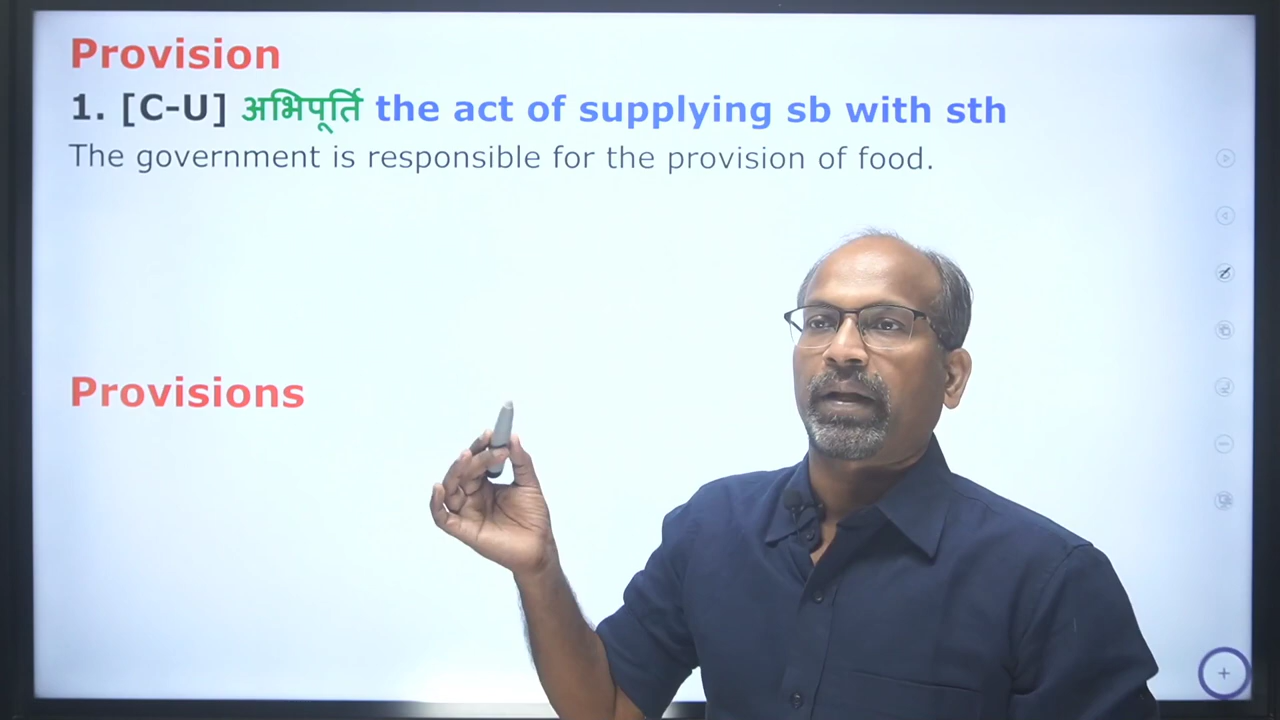 Provision
1. [C-U] अभिपूर्ति the act of supplying sb with sth
The government is responsible for the provision of food.
Provisions